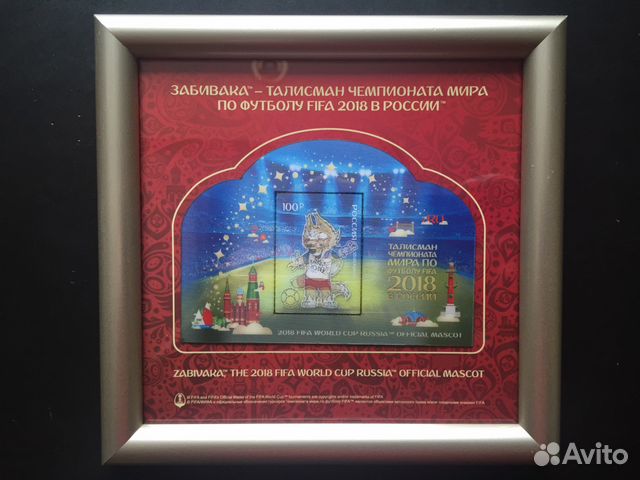 ЗАБИВАКА™ – ТАЛИСМАН ЧЕМПИОНАТА МИРА
ПО ФУТБОЛУ FIFA 2018 В РОССИИ™
100 Р
РОССИЯ
ТАЛИСМАН
ЧЕМПИОНАТА
МИРА ПО
ФУТБОЛУ FIFA
2018
В РОССИИ
2018 FIFA WORLD CUP RUSSIA™ OFFICIAL MASCOT
ZABIVAKA™, THE 2018 FIFA WORLD CUP RUSSIA™ OFFICIAL MASCOT
Avito